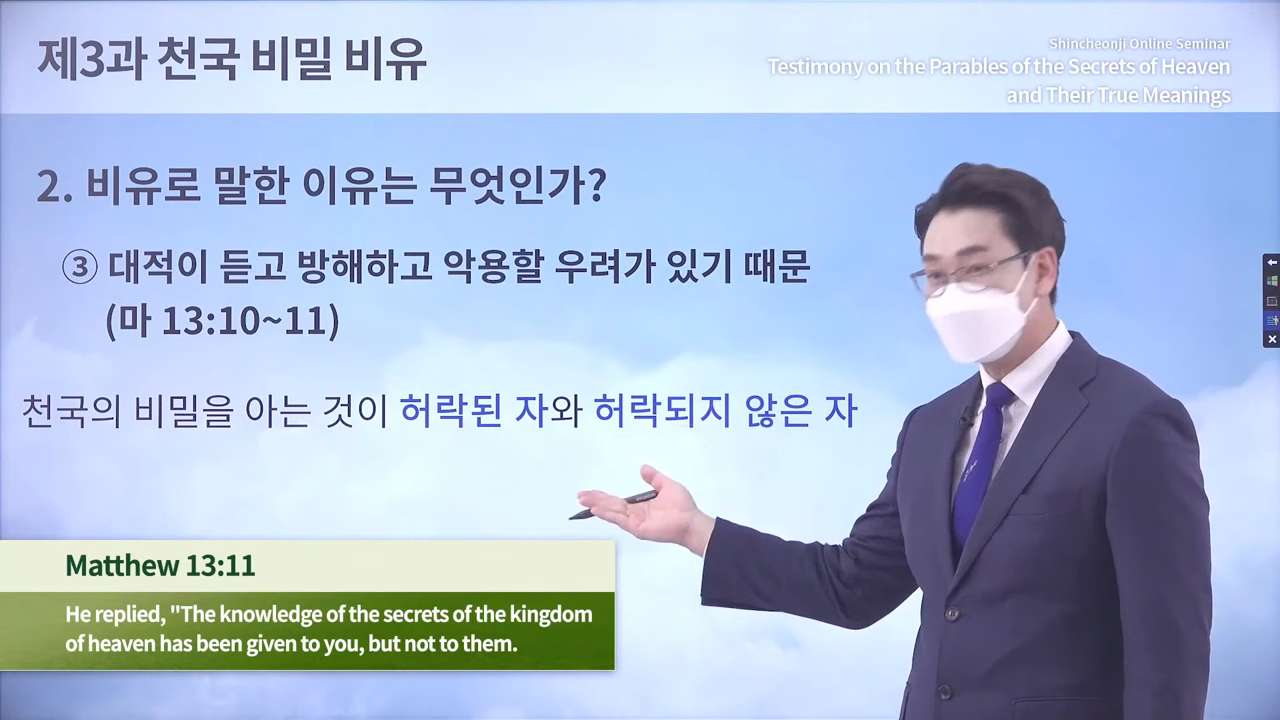 제3과 천국 비밀 비유
Shincheonji Online Seminar
Testimony on the Parables of the Secrets of Heaven
and Their True Meanings
2. 비유로 말한 이유는 무엇인가?
③ 대적이 듣고 방해하고 악용할 우려가 있기 때문
(마 13:10~11)
천국의 비밀을 아는 것이 허락된 자와 허락되지 않은 자
Matthew 13:11
He replied, "The knowledge of the secrets of the kingdom
of heaven has been given to you, but not to them.